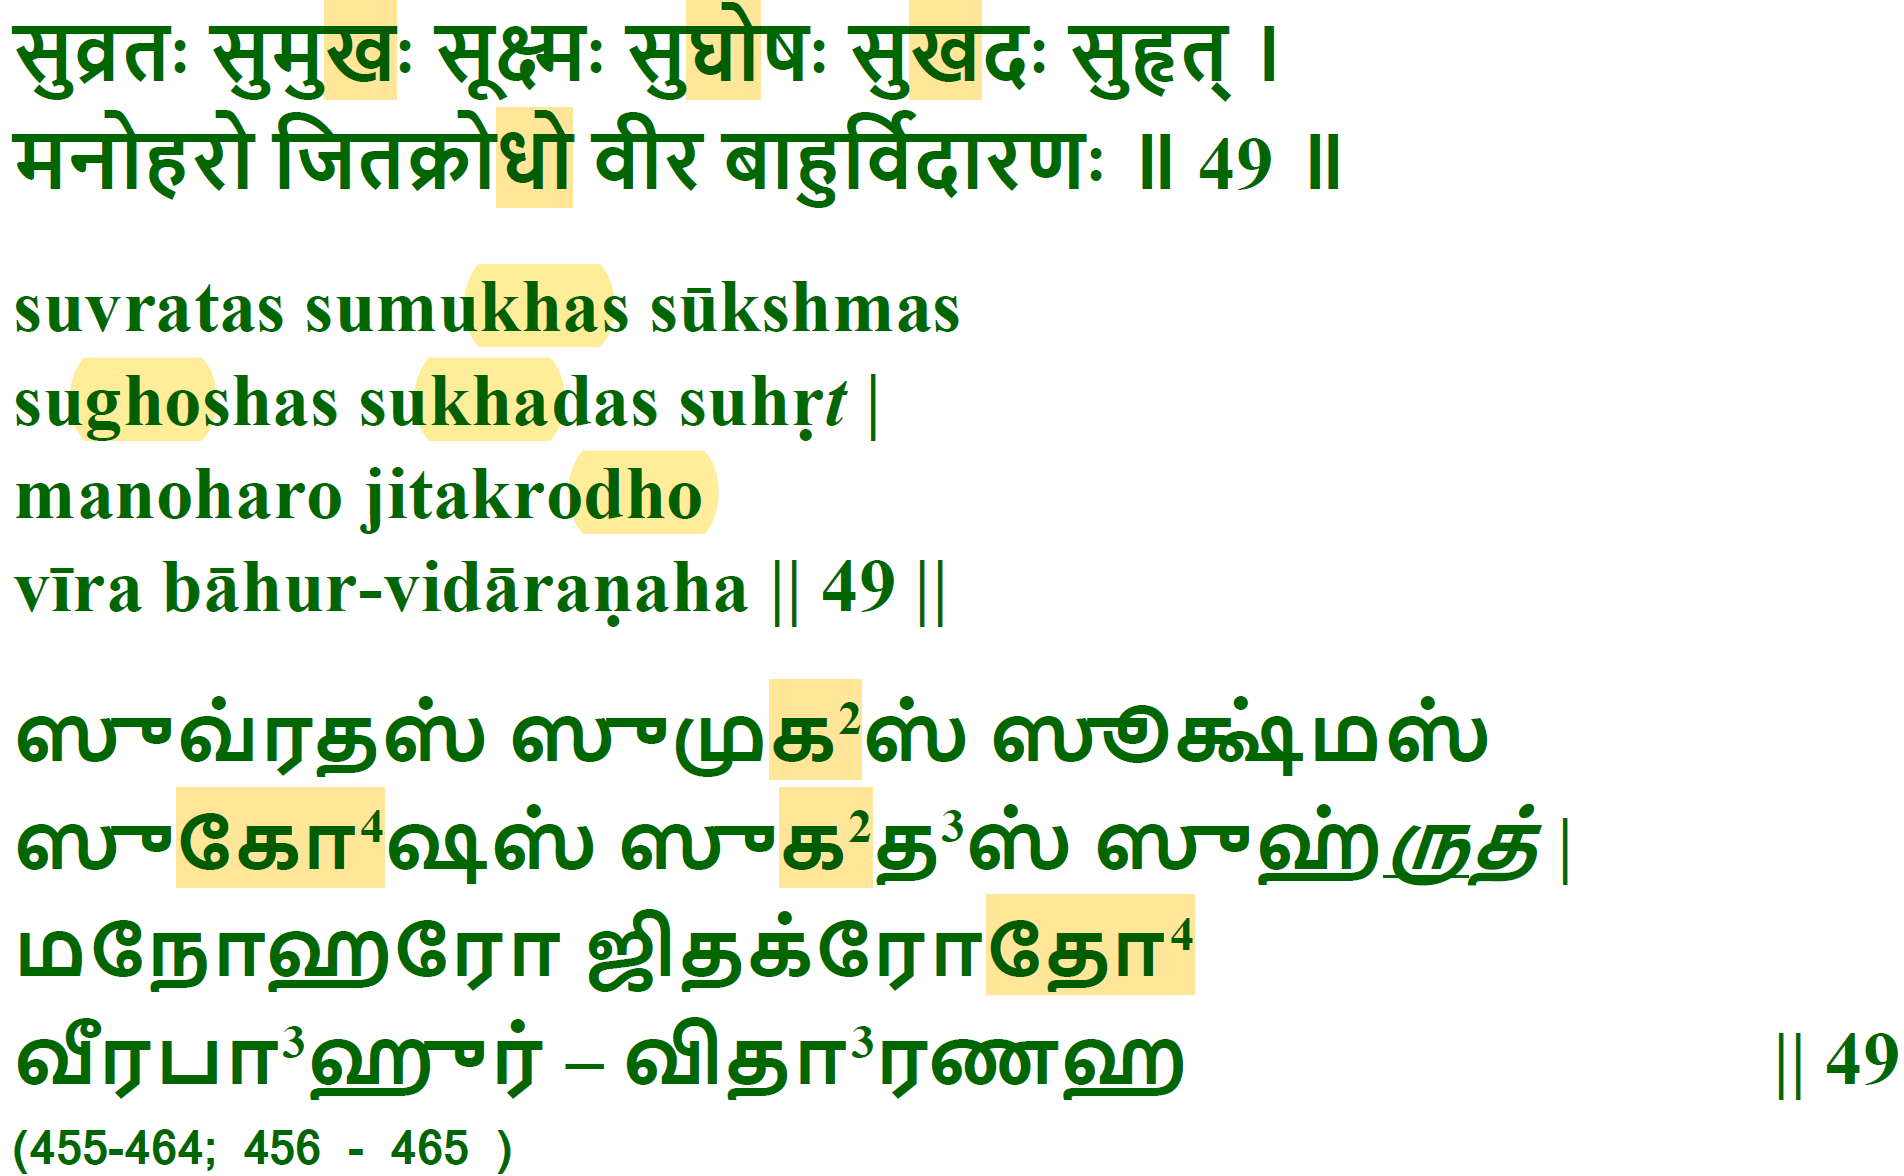 सुव्रतः सुमुखः सूक्ष्मः सुघोषः सुखदः सुहृत् ।
मनोहरो जितक्रोधो वीर बाहुर्विदारणः ॥ 49 ॥
suvratas sumukhas sūkshmas
sughoshas sukhadas suhṛt |
manoharo jitakrodho
vīra bāhur-vidāraṇaha || 49 ||
ஸுவ்ரதஸ் ஸுமுக²ஸ் ஸூக்ஷ்மஸ்
ஸுகோ⁴ஷஸ் ஸுக²த³ஸ் ஸுஹ்ருத் |
மநோஹரோ ஜிதக்ரோதோ⁴
வீரபா³ஹுர் – விதா³ரணஹ || 49
(455-464; 456 - 465 )